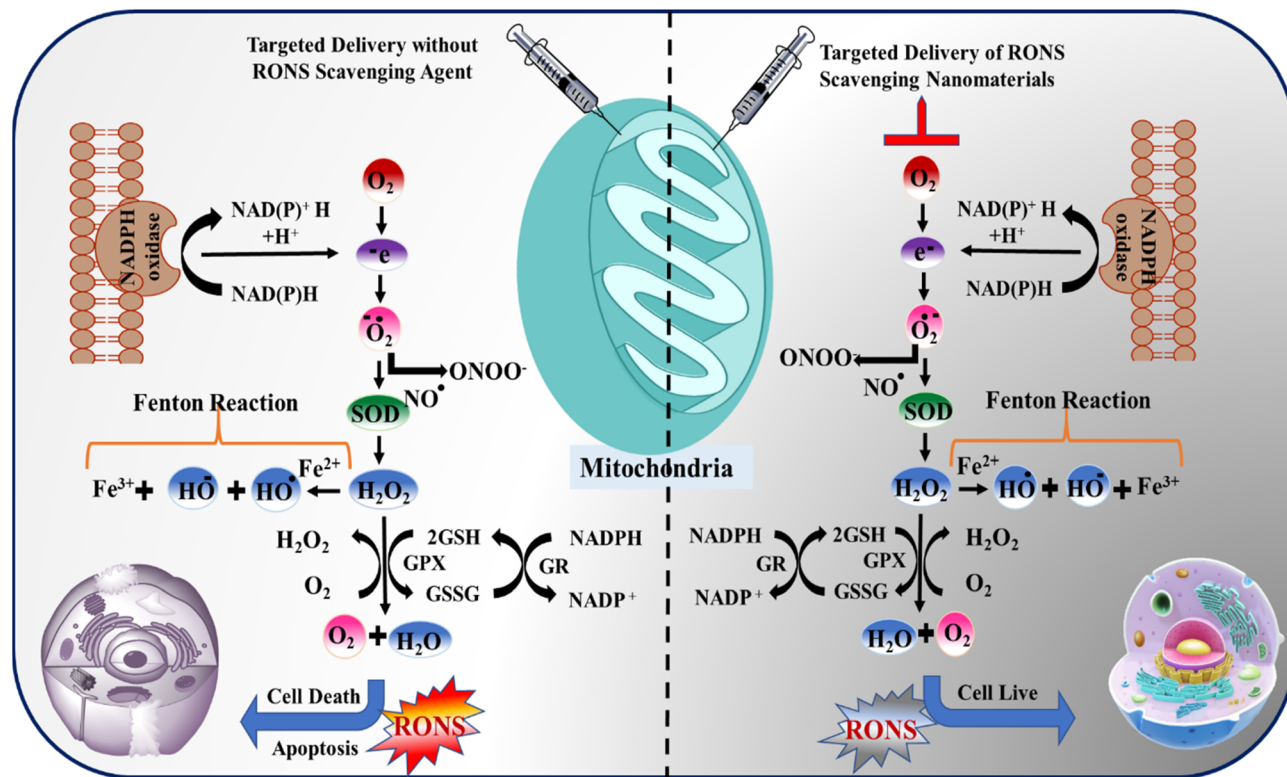 Targeted Delivery without
RONS Scavenging Agent
NADPH
oxidase
NAD(P)⁺ H
+H⁺
NAD(P)H
O₂
⁻e
⁻•O₂
ONOO⁻
NO•
SOD
Fenton Reaction
Fe³⁺ + HO⁻ + HO• Fe²⁺ H₂O₂
H₂O₂
O₂
2GSH
GPX
GSSG
NADPH
GR
NADP⁺
O₂ + H₂O
Cell Death
Apoptosis
RONS
Mitochondria
Targeted Delivery of RONS
Scavenging Nanomaterials
O₂
e⁻
O₂•⁻
NAD(P)⁺ H
+H⁺
NAD(P)H
NADPH
oxidase
ONOO⁻
NO•
SOD
Fenton Reaction
H₂O₂ Fe²⁺ HO• + HO⁻ + Fe³⁺
NADPH
GR
NADP⁺
2GSH
GPX
GSSG
H₂O₂
O₂
H₂O + O₂
RONS
Cell Live